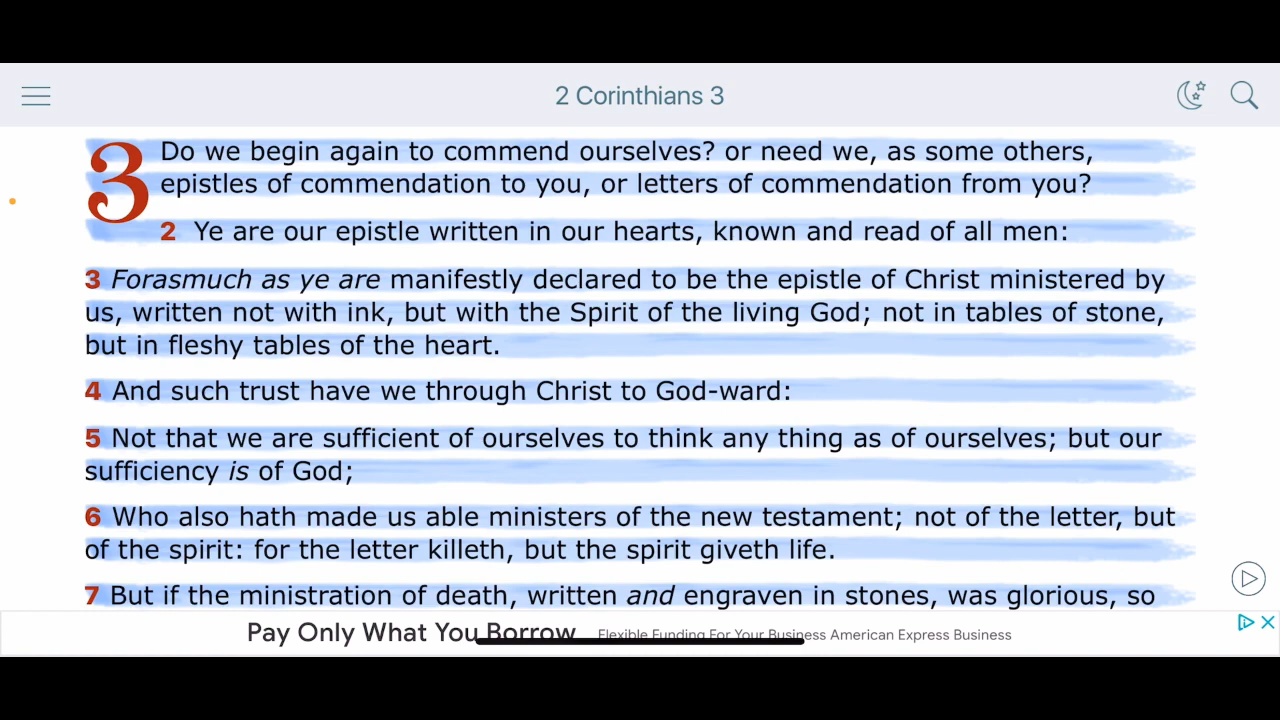 2 Corinthians 3
3 Do we begin again to commend ourselves? or need we, as some others,
epistles of commendation to you, or letters of commendation from you?
2 Ye are our epistle written in our hearts, known and read of all men:
3 Forasmuch as ye are manifestly declared to be the epistle of Christ ministered by
us, written not with ink, but with the Spirit of the living God; not in tables of stone,
but in fleshy tables of the heart.
4 And such trust have we through Christ to God-ward:
5 Not that we are sufficient of ourselves to think any thing as of ourselves; but our
sufficiency is of God;
6 Who also hath made us able ministers of the new testament; not of the letter, but
of the spirit: for the letter killeth, but the spirit giveth life.
7 But if the ministration of death, written and engraven in stones, was glorious, so
Pay Only What You Borrow Flexible Funding For Your Business American Express Business